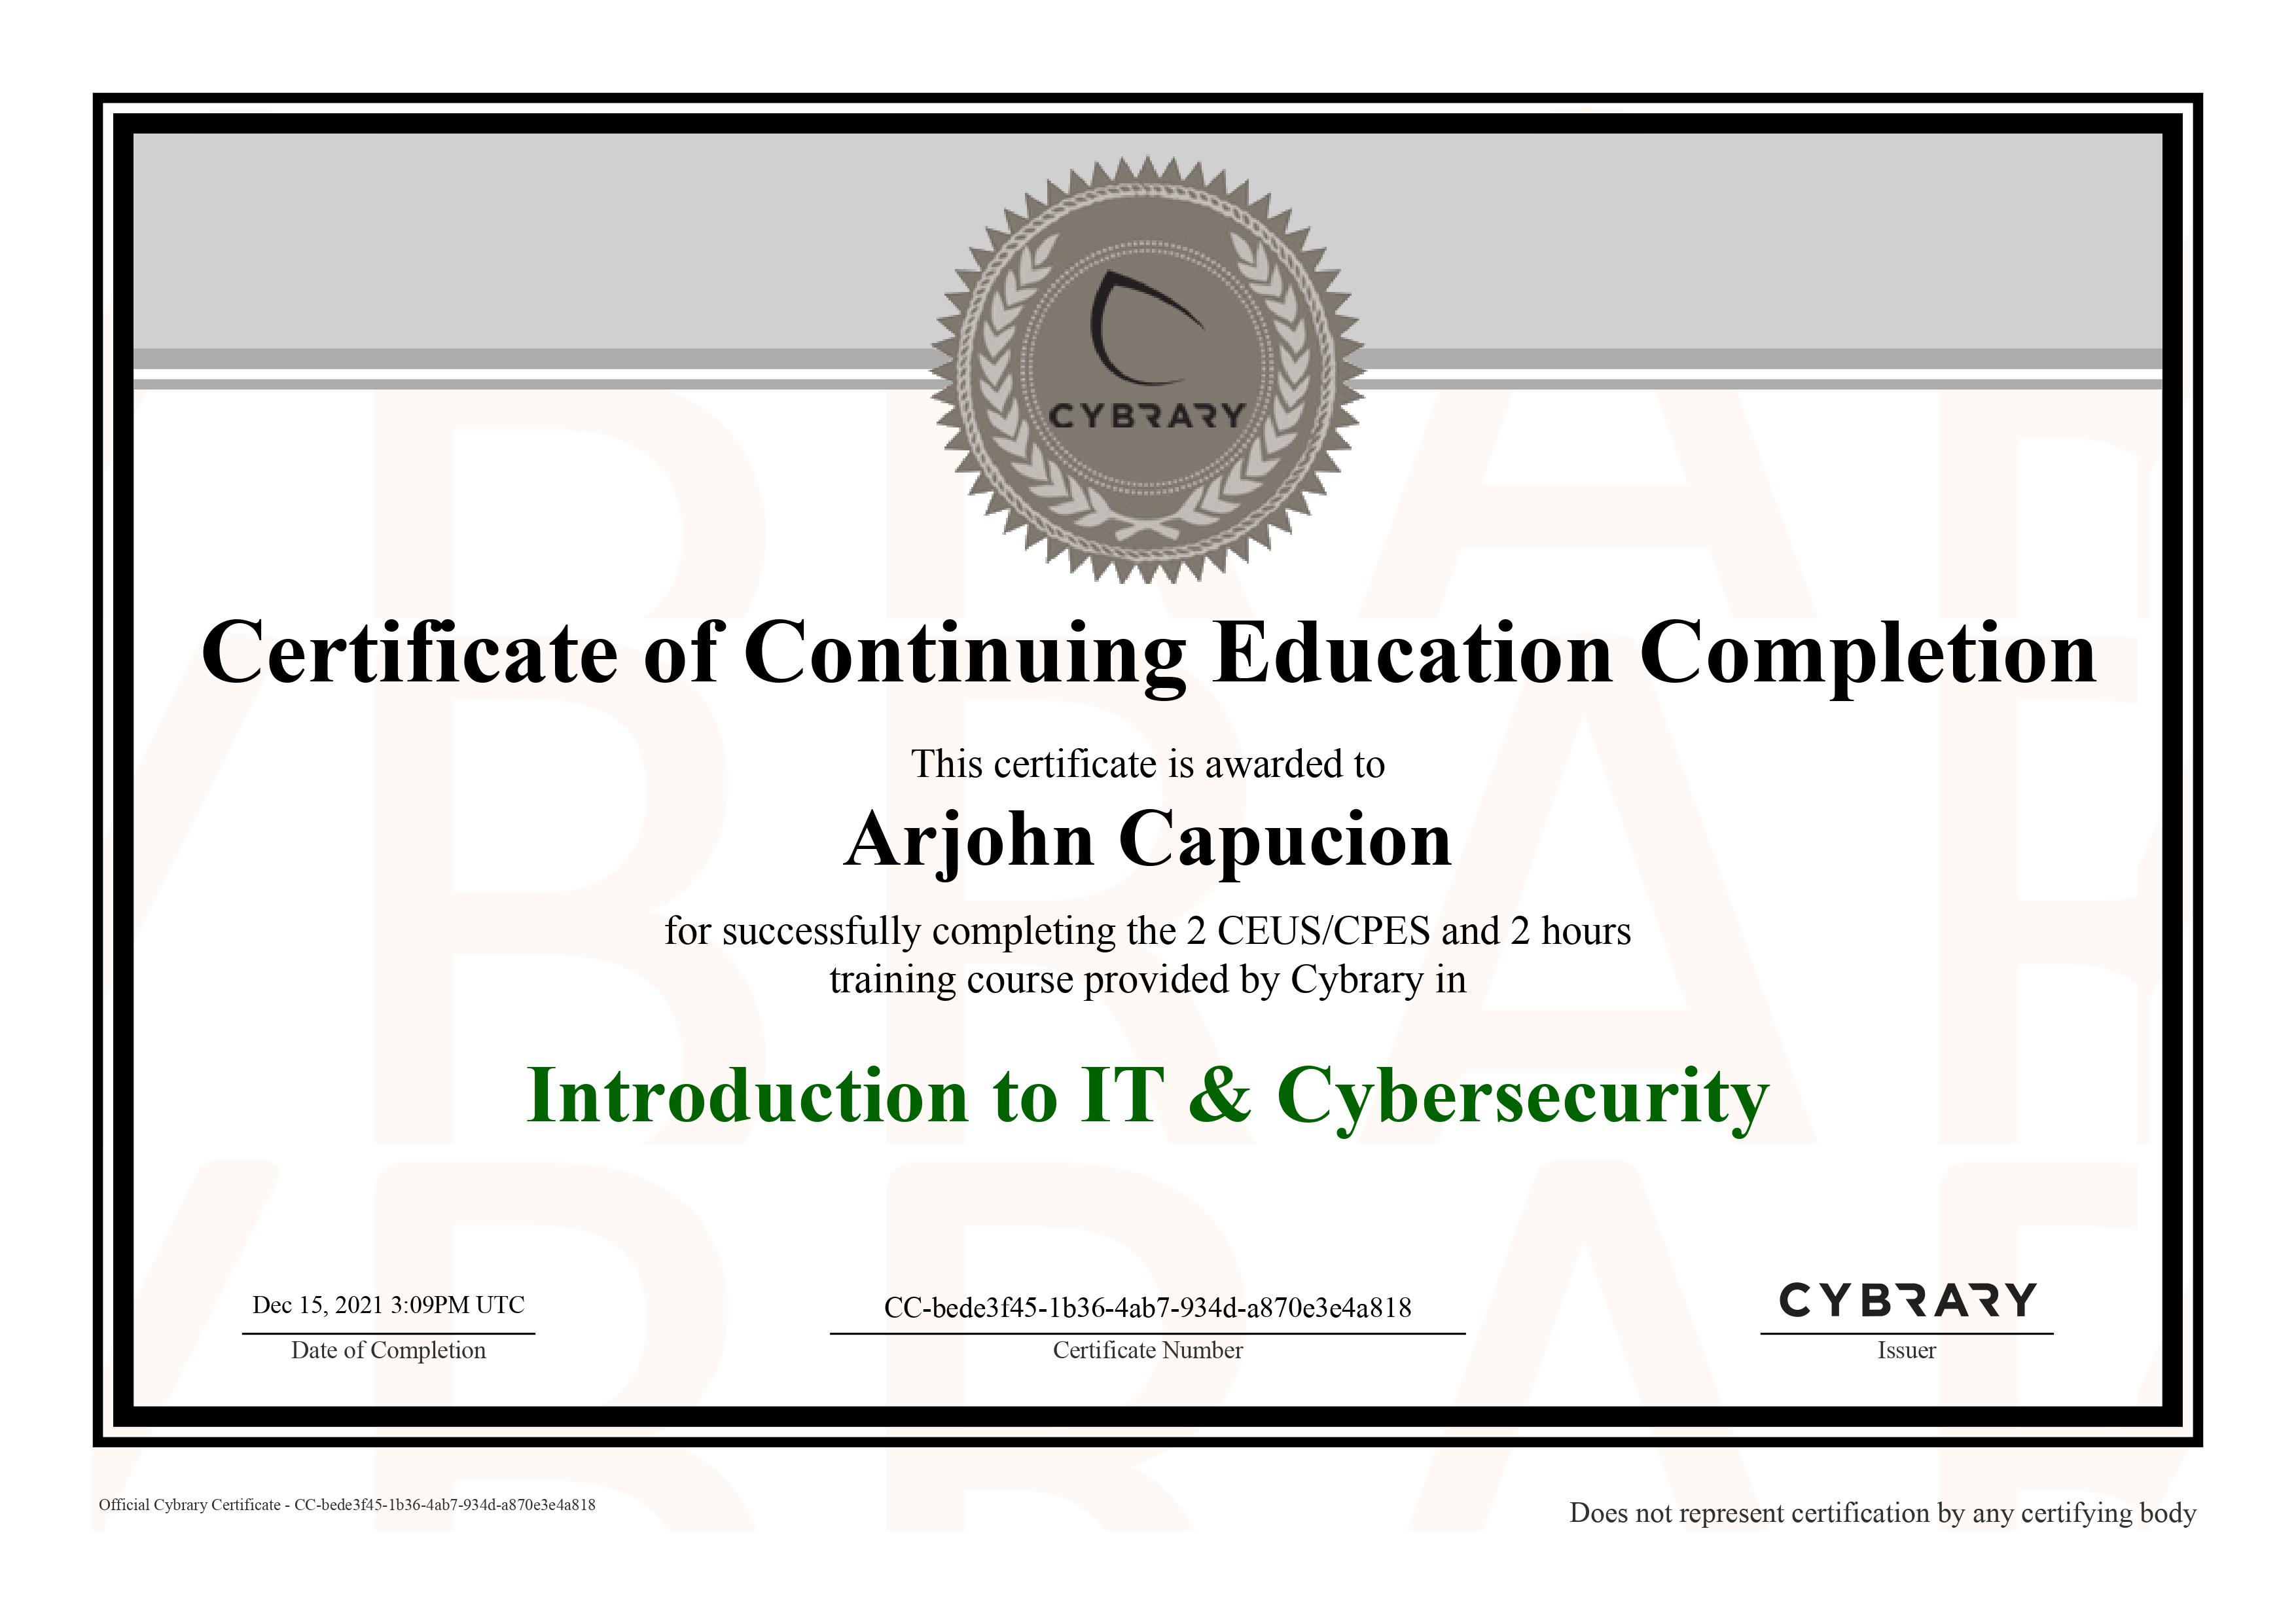 CYBRARY
Certificate of Continuing Education Completion
This certificate is awarded to
Arjohn Capucion
for successfully completing the 2 CEUS/CPES and 2 hours
training course provided by Cybrary in
Introduction to IT & Cybersecurity
Dec 15, 2021 3:09PM UTC
Date of Completion
CC-bede3f45-1b36-4ab7-934d-a870e3e4a818
Certificate Number
CYBRARY
Issuer
Official Cybrary Certificate - CC-bede3f45-1b36-4ab7-934d-a870e3e4a818
Does not represent certification by any certifying body